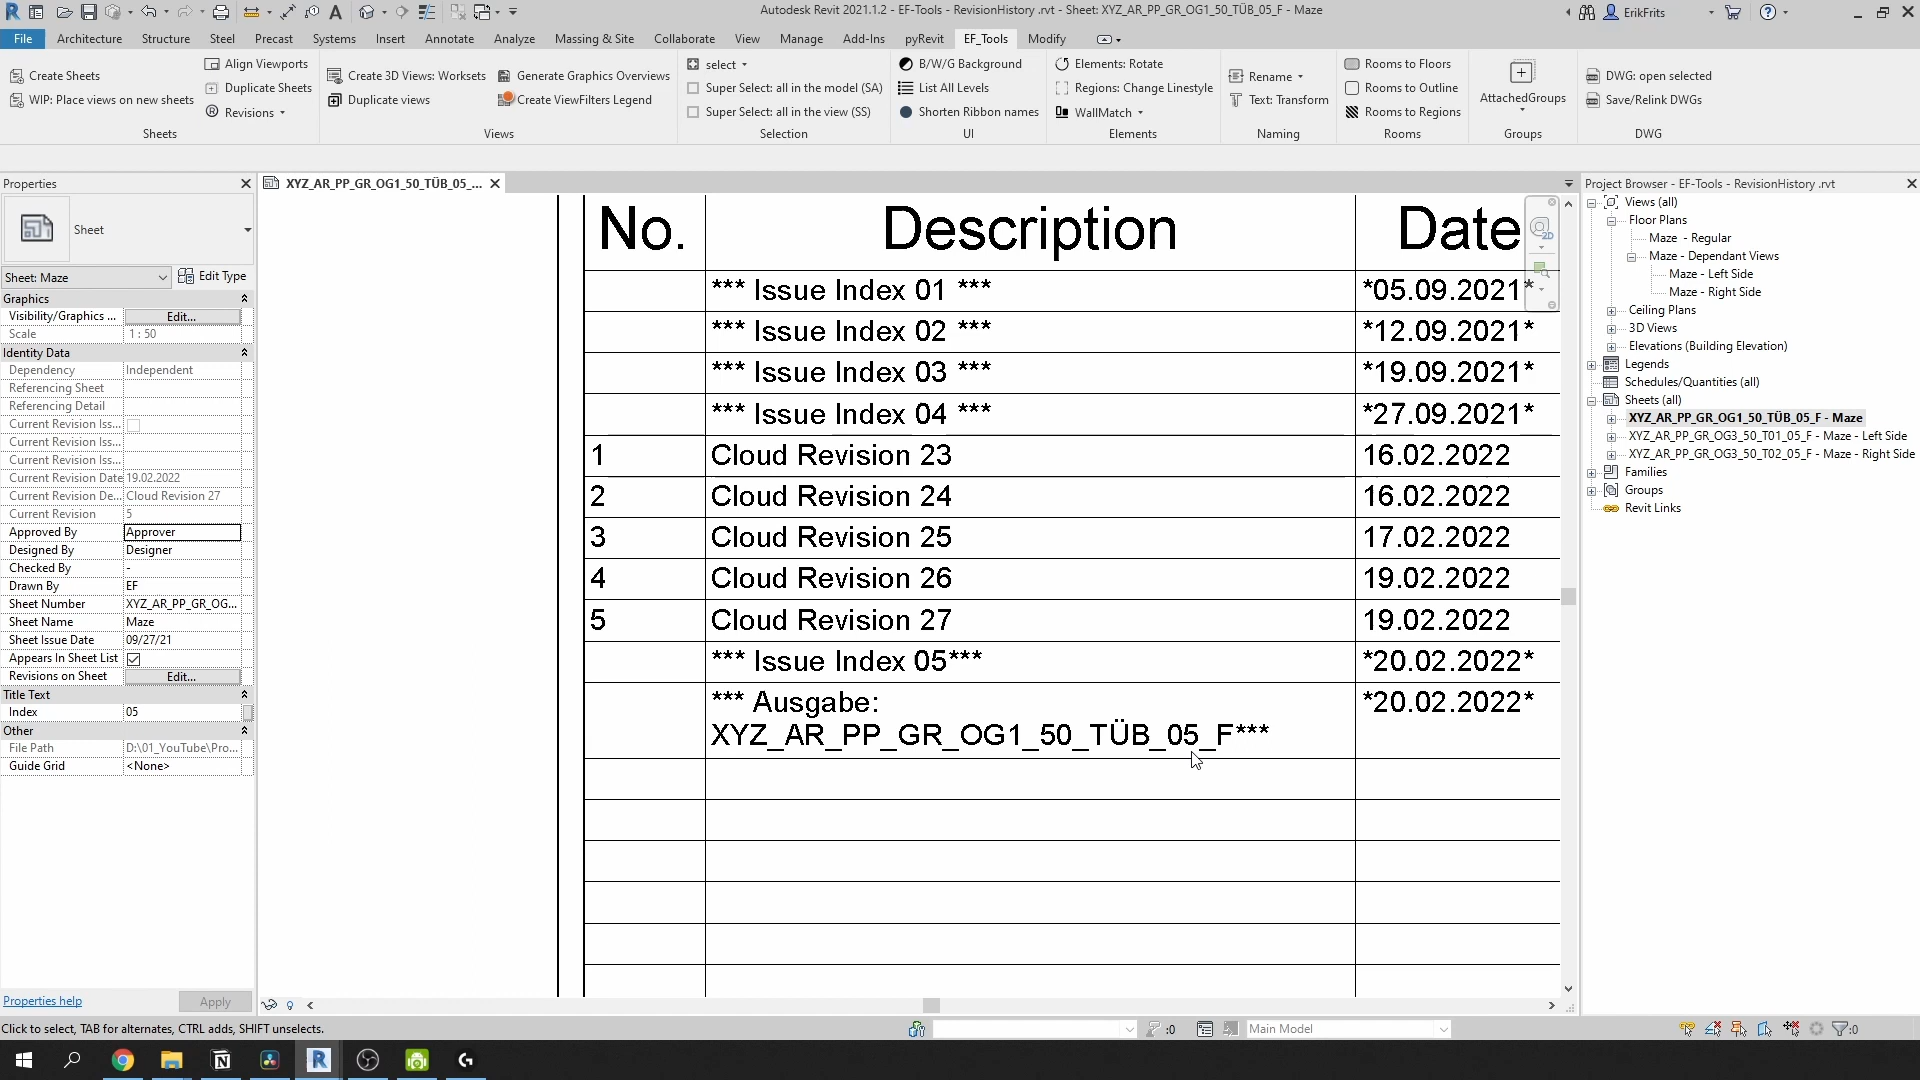 Autodesk Revit 2021.1.2 - EF-Tools - RevisionHistory .rvt - Sheet: XYZ_AR_PP_GR_OG1_50_TÜB_05_F - Maze
ErikFrits
File Architecture Structure Steel Precast Systems Insert Annotate Analyze Massing & Site Collaborate View Manage Add-Ins pyRevit EF_Tools Modify
Create Sheets
WIP: Place views on new sheets
Align Viewports
Duplicate Sheets
Revisions
Sheets
Create 3D Views: Worksets
Duplicate views
Generate Graphics Overviews
Create ViewFilters Legend
Views
select
Super Select: all in the model (SA)
Super Select: all in the view (SS)
Selection
B/W/G Background
List All Levels
Shorten Ribbon names
UI
Elements: Rotate
Regions: Change Linestyle
WallMatch
Elements
Rename
Text: Transform
Naming
Rooms to Floors
Rooms to Outline
Rooms to Regions
Rooms
AttachedGroups
Groups
DWG: open selected
Save/Relink DWGs
DWG
Properties
Sheet
Sheet: Maze
Edit Type
Graphics
Visibility/Graphics ... Edit...
Scale 1 : 50
Identity Data
Dependency Independent
Referencing Sheet
Referencing Detail
Current Revision Iss...
Current Revision Iss...
Current Revision Iss...
Current Revision Date 19.02.2022
Current Revision De... Cloud Revision 27
Current Revision 5
Approved By Approver
Designed By Designer
Checked By -
Drawn By EF
Sheet Number XYZ_AR_PP_GR_OG...
Sheet Name Maze
Sheet Issue Date 09/27/21
Appears In Sheet List
Revisions on Sheet Edit...
Title Text
Index 05
Other
File Path D:\01_YouTube\Pro...
Guide Grid <None>
Properties help
Apply
XYZ_AR_PP_GR_OG1_50_TÜB_05_...
No. Description Date
*** Issue Index 01 *** *05.09.2021*
*** Issue Index 02 *** *12.09.2021*
*** Issue Index 03 *** *19.09.2021*
*** Issue Index 04 *** *27.09.2021*
1 Cloud Revision 23 16.02.2022
2 Cloud Revision 24 16.02.2022
3 Cloud Revision 25 17.02.2022
4 Cloud Revision 26 19.02.2022
5 Cloud Revision 27 19.02.2022
*** Issue Index 05*** *20.02.2022*
*** Ausgabe: *20.02.2022*
XYZ_AR_PP_GR_OG1_50_TÜB_05_F***
2D
Project Browser - EF-Tools - RevisionHistory .rvt
Views (all)
Floor Plans
Maze - Regular
Maze - Dependant Views
Maze - Left Side
Maze - Right Side
Ceiling Plans
3D Views
Elevations (Building Elevation)
Legends
Schedules/Quantities (all)
Sheets (all)
XYZ_AR_PP_GR_OG1_50_TÜB_05_F - Maze
XYZ_AR_PP_GR_OG3_50_T01_05_F - Maze - Left Side
XYZ_AR_PP_GR_OG3_50_T02_05_F - Maze - Right Side
Families
Groups
Revit Links
Click to select, TAB for alternates, CTRL adds, SHIFT unselects.
:0
Main Model
:0